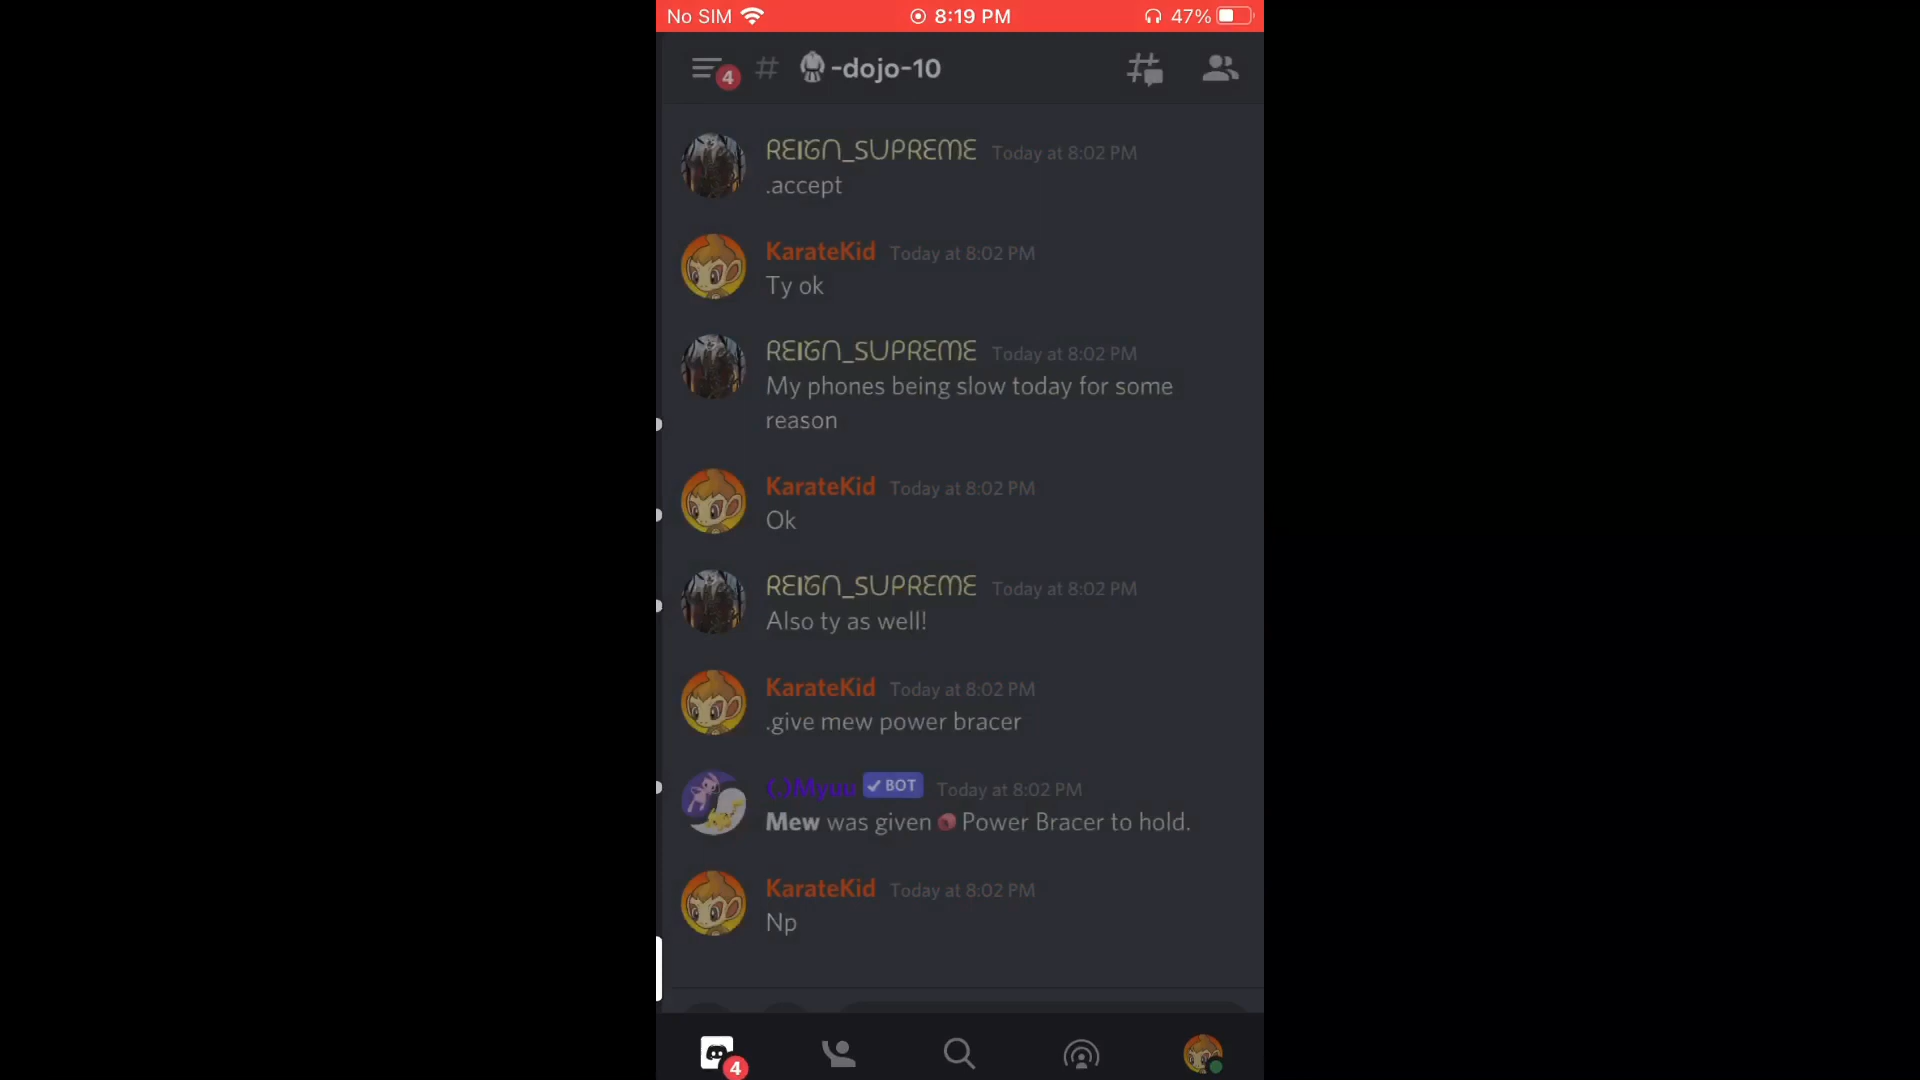 No SIM 8:19 PM 47%
4 # -dojo-10
REIGN_SUPREME Today at 8:02 PM
.accept
KarateKid Today at 8:02 PM
Ty ok
REIGN_SUPREME Today at 8:02 PM
My phones being slow today for some
reason
KarateKid Today at 8:02 PM
Ok
REIGN_SUPREME Today at 8:02 PM
Also ty as well!
KarateKid Today at 8:02 PM
.give mew power bracer
(.)Myuu BOT Today at 8:02 PM
Mew was given Power Bracer to hold.
KarateKid Today at 8:02 PM
Np
4